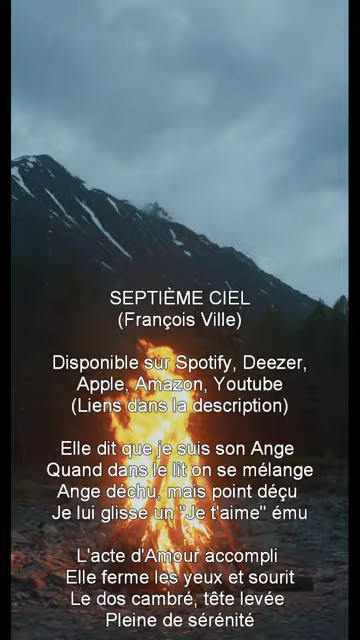 SEPTIÈME CIEL
(François Ville)
Disponible sur Spotify, Deezer,
Apple, Amazon, Youtube
(Liens dans la description)
Elle dit que je suis son Ange
Quand dans le lit on se mélange
Ange déchu, mais point déçu
Je lui glisse un "Je t'aime" ému
L'acte d'Amour accompli
Elle ferme les yeux et sourit
Le dos cambré, tête levée
Pleine de sérénité